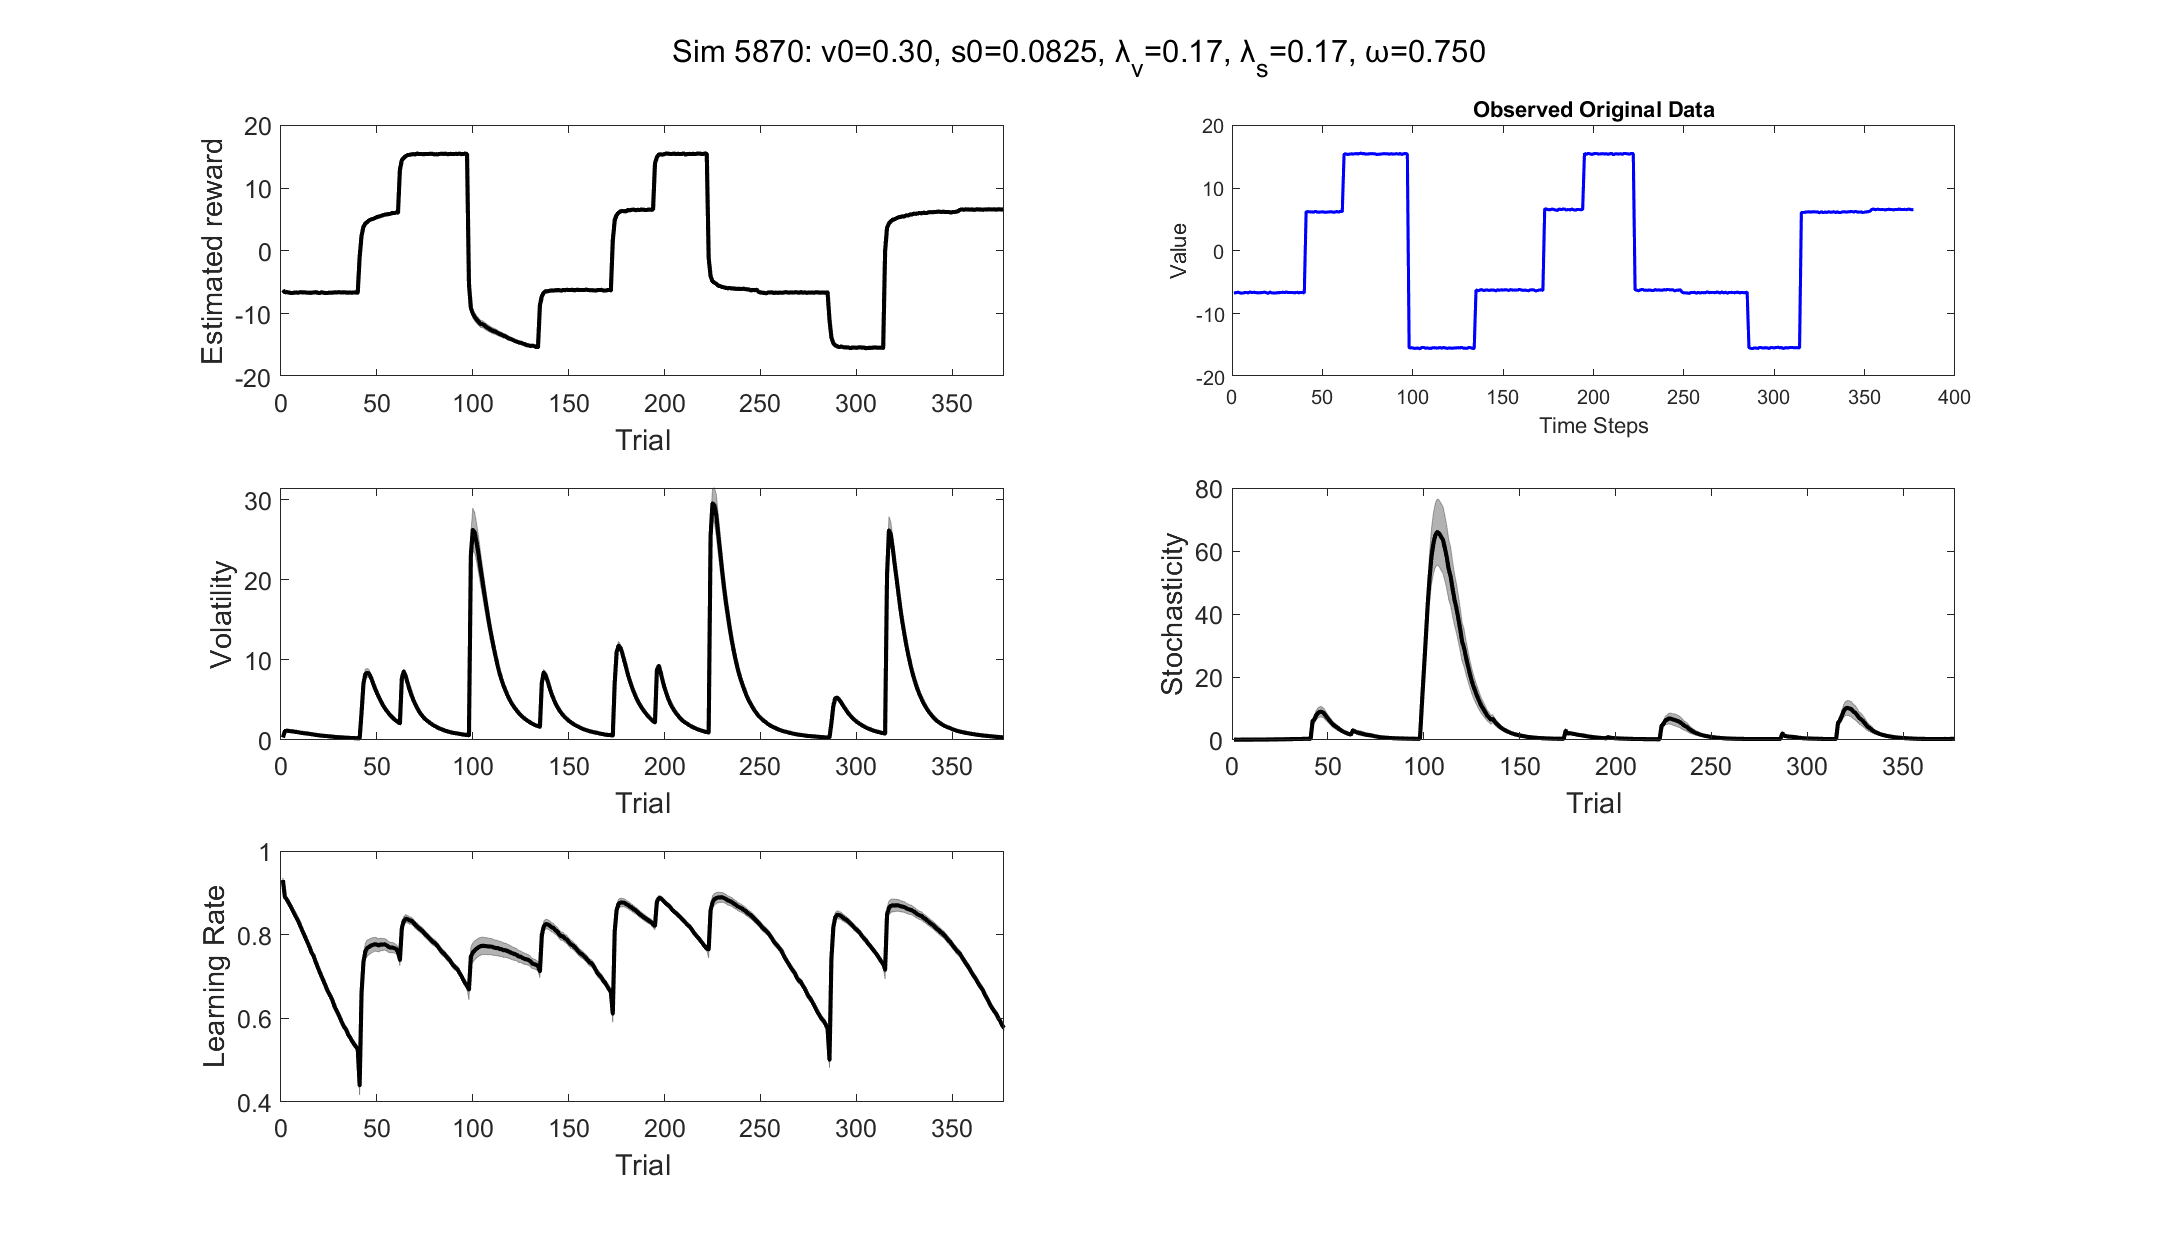 Sim 5870: v0=0.30, s0=0.0825, λv=0.17, λs=0.17, ω=0.750
Estimated reward
20
10
0
-10
-20
0 50 100 150 200 250 300 350
Trial
Observed Original Data
Value
20
10
0
-10
-20
0 50 100 150 200 250 300 350 400
Time Steps
Volatility
30
20
10
0
0 50 100 150 200 250 300 350
Trial
Stochasticity
80
60
40
20
0
0 50 100 150 200 250 300 350
Trial
Learning Rate
1
0.8
0.6
0.4
0 50 100 150 200 250 300 350
Trial